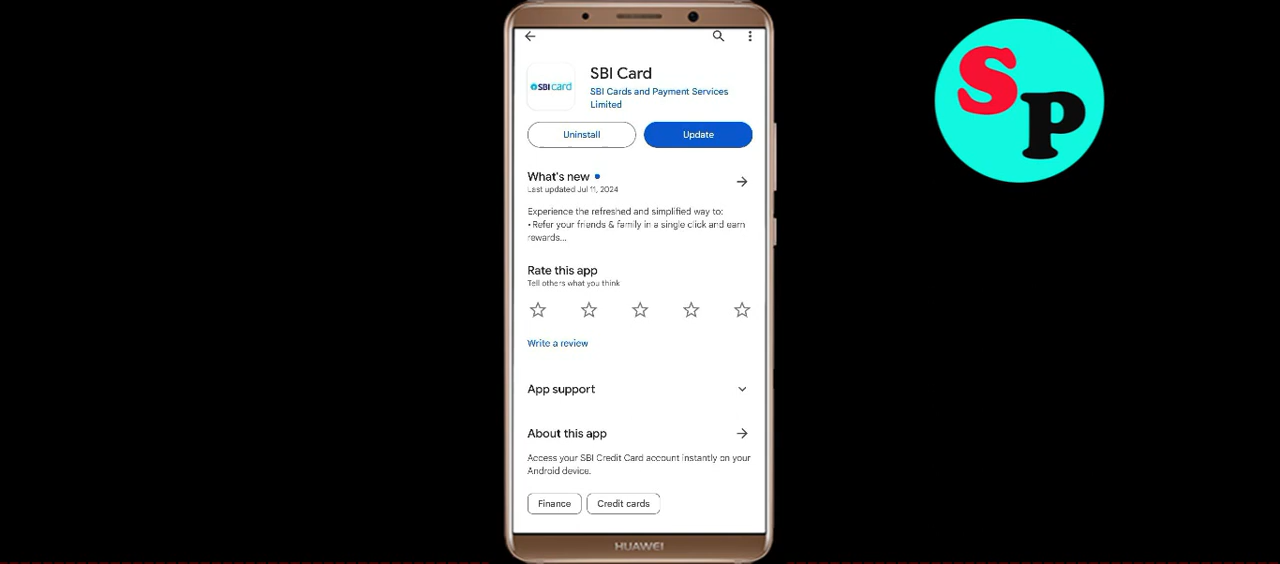 SBI card
SBI Card
SBI Cards and Payment Services
Limited
Uninstall
Update
What's new
Last updated Jul 11, 2024
Experience the refreshed and simplified way to:
• Refer your friends & family in a single click and earn
rewards...
Rate this app
Tell others what you think
Write a review
App support
About this app
Access your SBI Credit Card account instantly on your
Android device.
Finance
Credit cards
HUAWEI
SP